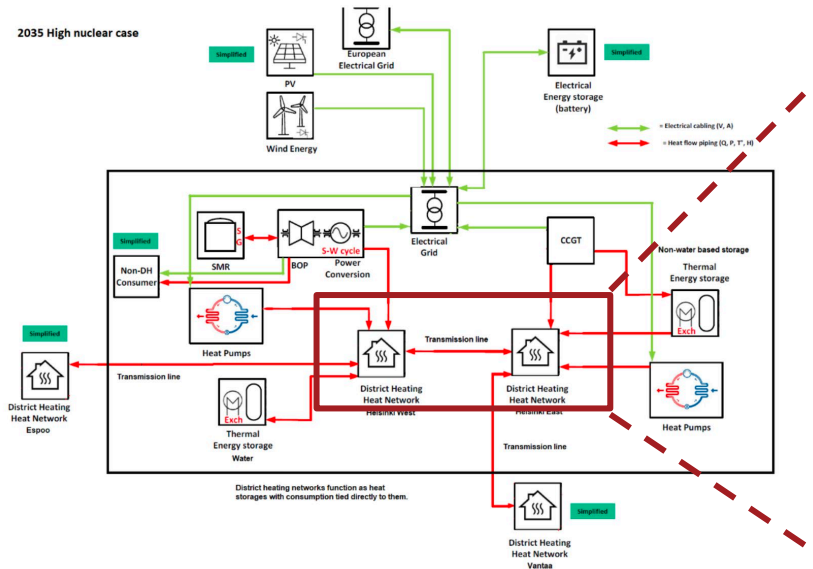 2035 High nuclear case
Simplified
PV
European
Electrical Grid
Simplified
Electrical
Energy storage
(battery)
Wind Energy
= Electrical cabling (V, A)
= Heat flow piping (Q, P, T°, H)
Simplified
Non-DH
Consumer
S
G
SMR
BOP
S-W cycle
Power
Conversion
Electrical
Grid
CCGT
Non-water based storage
Thermal
Energy storage
Exch
Heat Pumps
Transmission line
Simplified
District Heating
Heat Network
Espoo
Transmission line
Exch
Thermal
Energy storage
Water
District Heating
Heat Network
Helsinki West
District Heating
Heat Network
Helsinki East
Heat Pumps
Transmission line
District heating networks function as heat
storages with consumption tied directly to them.
Simplified
District Heating
Heat Network
Vantaa